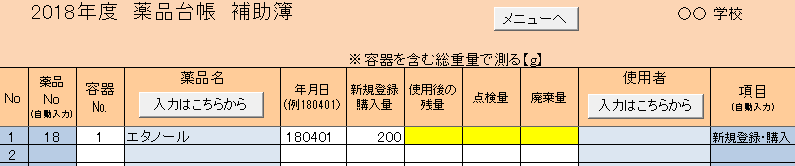 2018年度 薬品台帳 補助簿
メニューへ
○○ 学校
※容器を含む総重量で測る【g】
No
薬品
No
(自動入力)
容器
No.
薬品名
入力はこちらから
年月日
(例180401)
新規登録
購入量
使用後の
残量
点検量
廃棄量
使用者
入力はこちらから
項目
(自動入力)
1 18 1 エタノール 180401 200 新規登録・購入
2